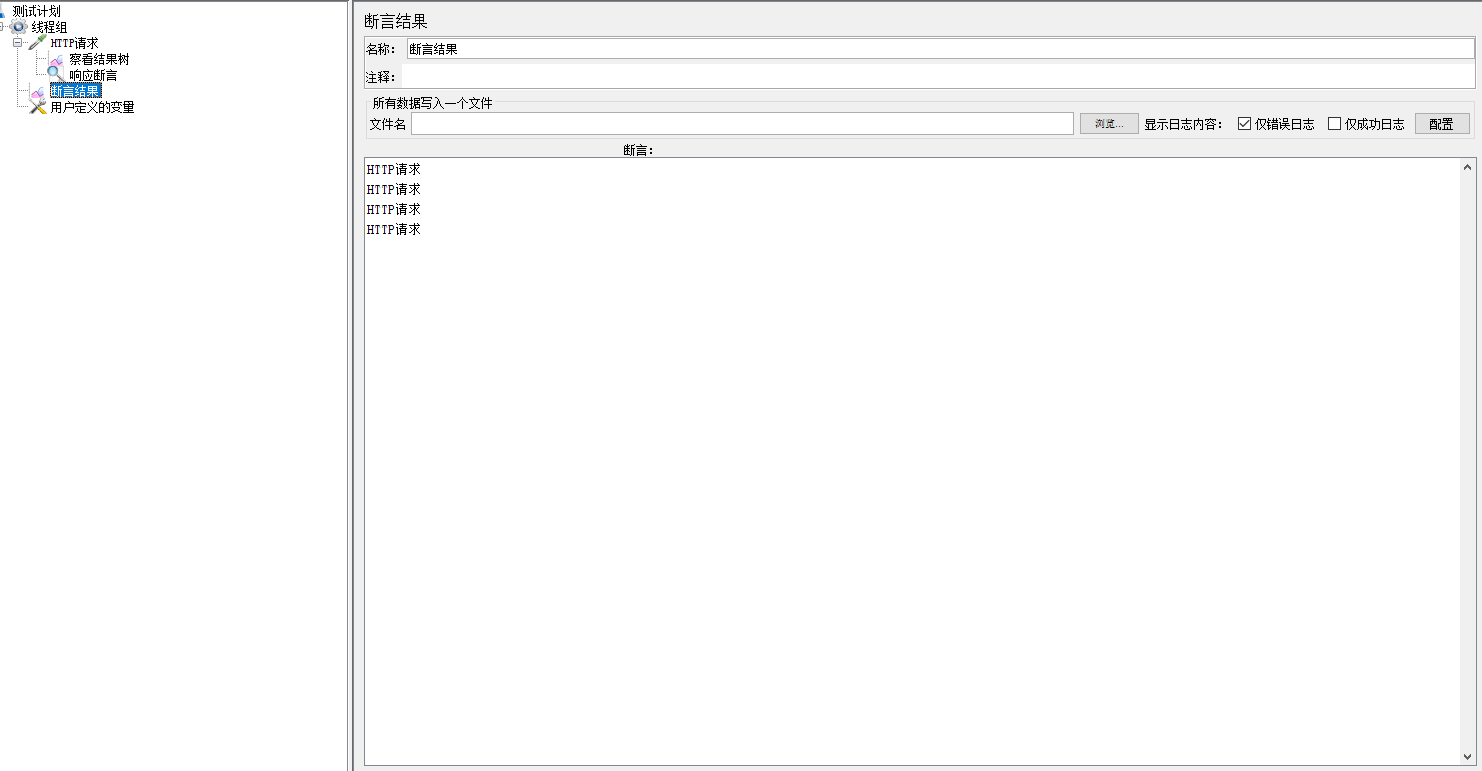 测试计划
线程组
HTTP请求
察看结果树
响应断言
断言结果
用户定义的变量
断言结果
名称： 断言结果
注释：
所有数据写入一个文件
文件名 浏览... 显示日志内容： 仅错误日志 仅成功日志 配置
断言：
HTTP请求
HTTP请求
HTTP请求
HTTP请求